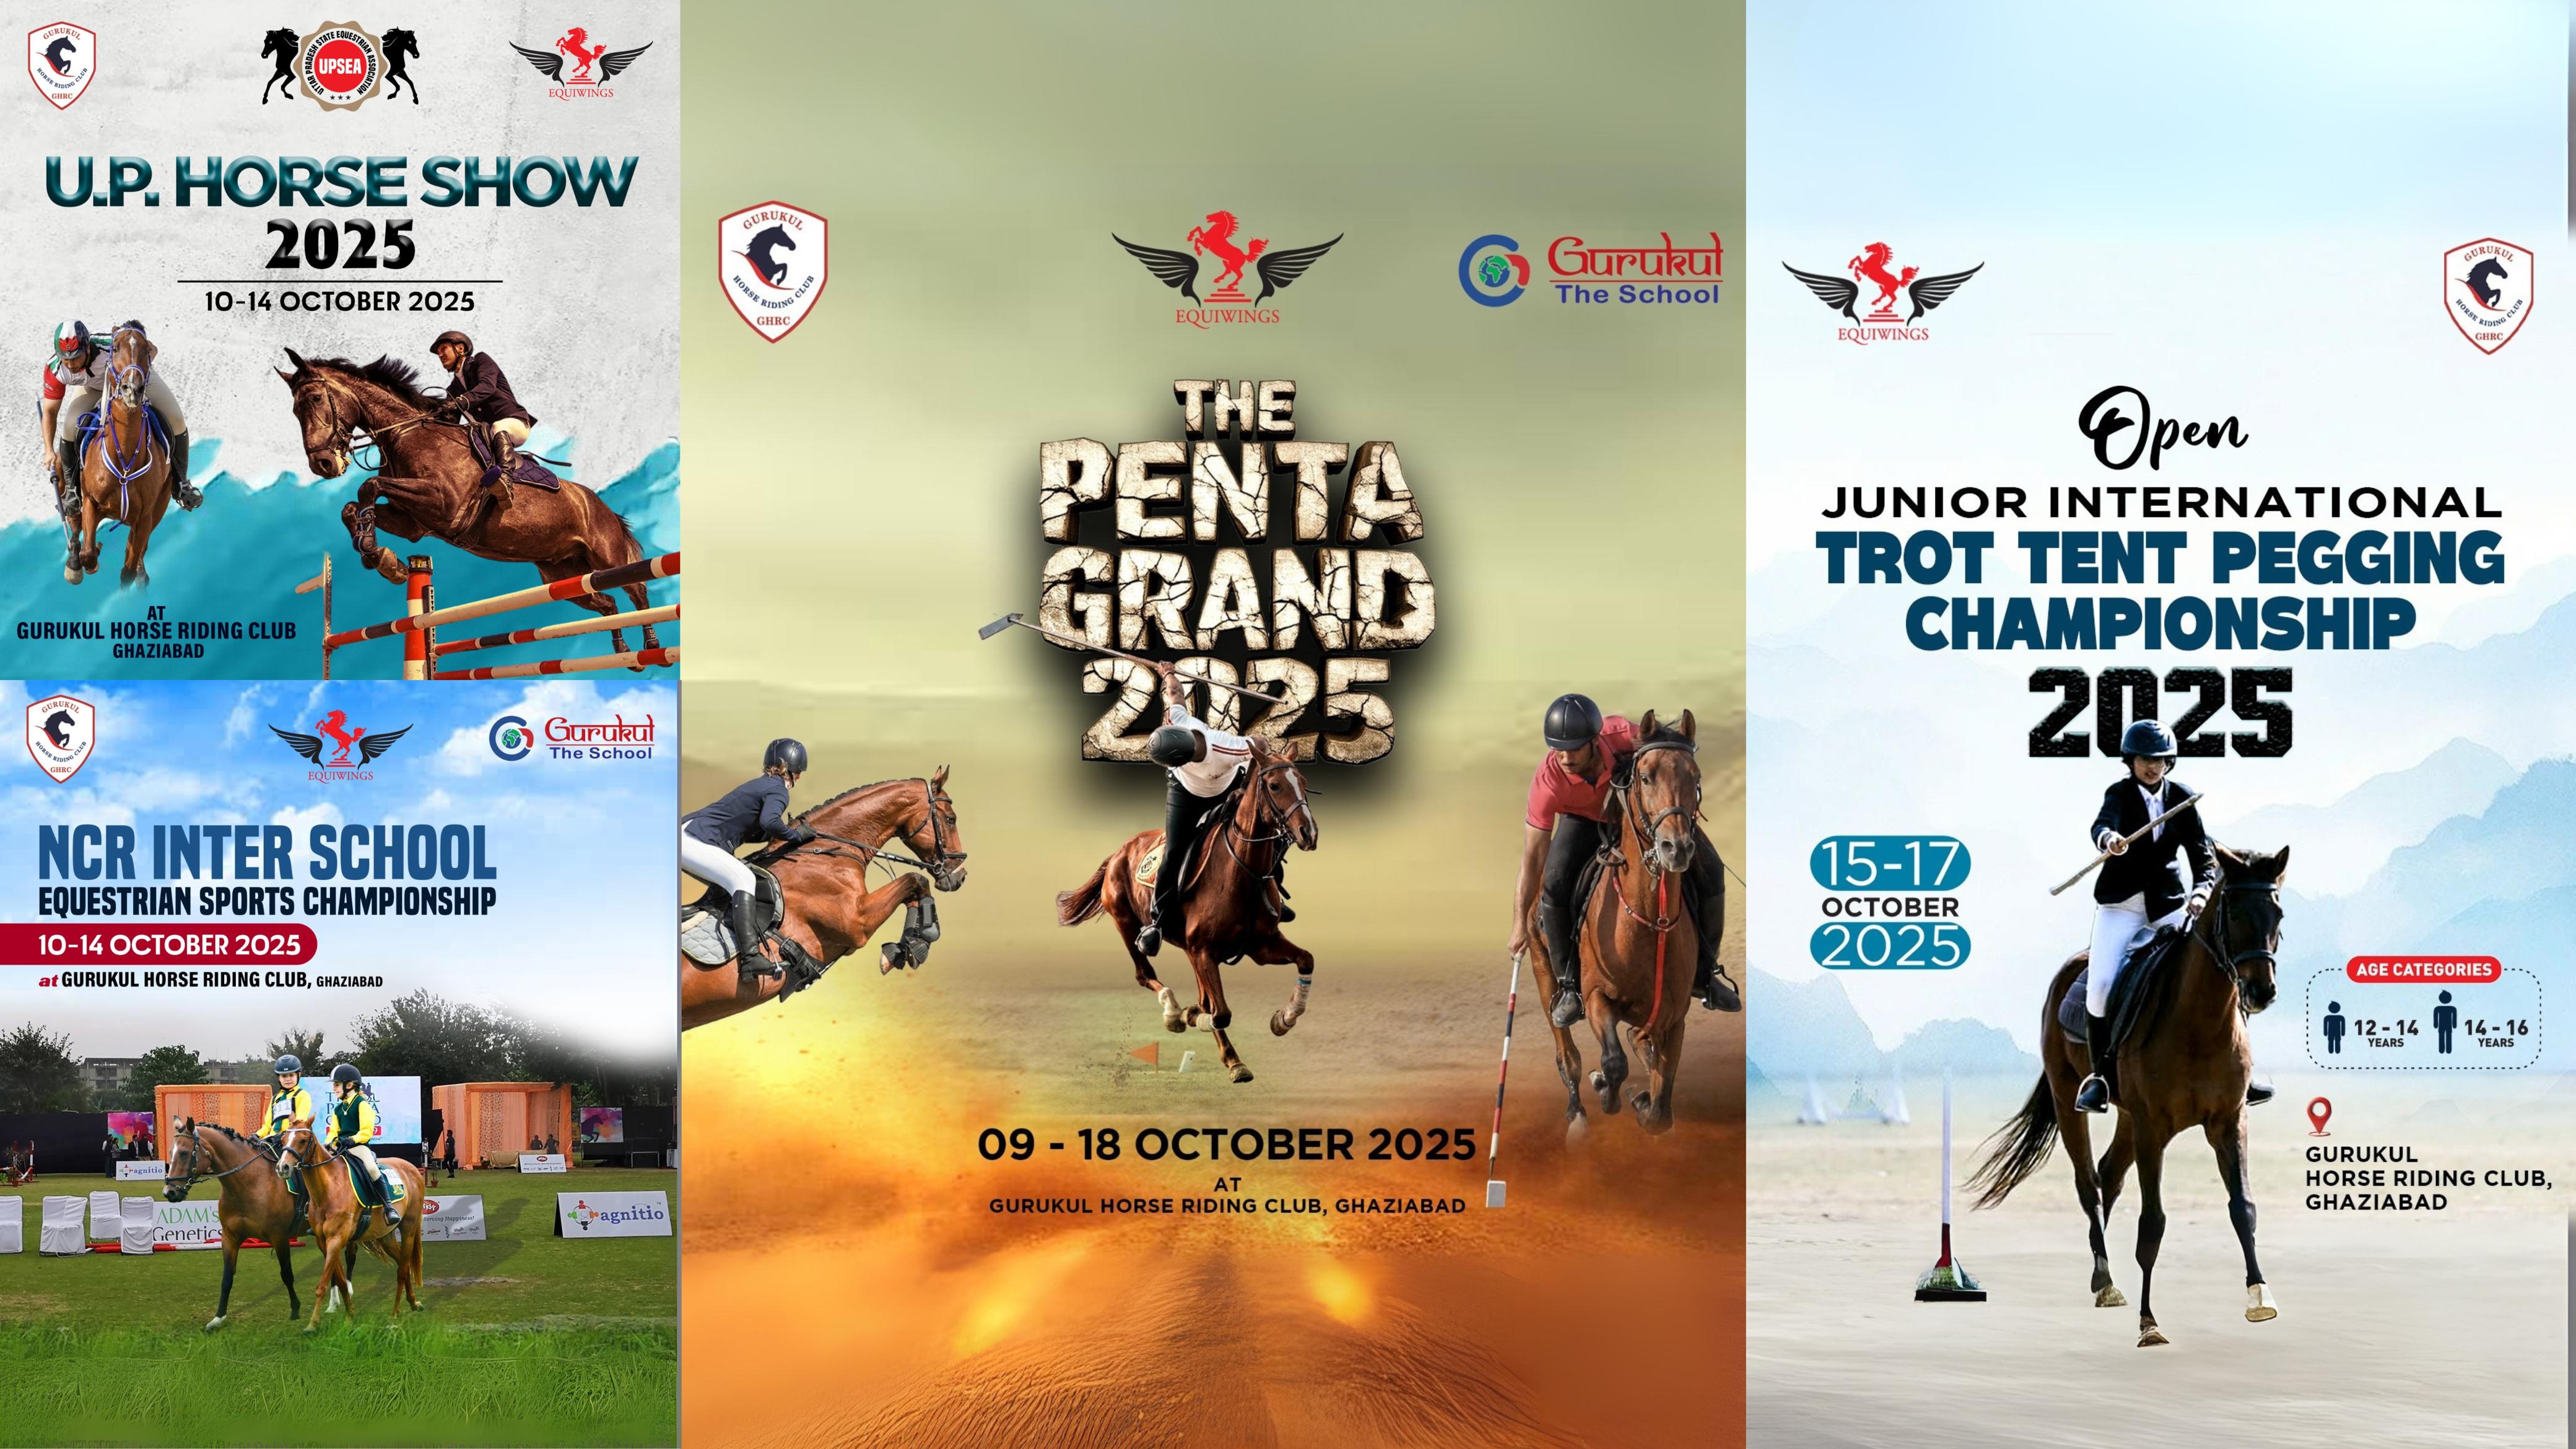 GURUKUL
HORSE RIDING CLUB
GHRC
UTTAR PRADESH STATE EQUESTRIAN ASSOCIATION
UPSEA
EQUIWINGS
U.P. HORSE SHOW
2025
10-14 OCTOBER 2025
AT
GURUKUL HORSE RIDING CLUB
GHAZIABAD
GURUKUL
HORSE RIDING CLUB
GHRC
EQUIWINGS
Gurukul
The School
NCR INTER SCHOOL
EQUESTRIAN SPORTS CHAMPIONSHIP
10-14 OCTOBER 2025
at GURUKUL HORSE RIDING CLUB, GHAZIABAD
agnitio
ADAM's
Genetics
agnitio
GURUKUL
HORSE RIDING CLUB
GHRC
EQUIWINGS
Gurukul
The School
THE
PENTA
GRAND
2025
09 - 18 OCTOBER 2025
AT
GURUKUL HORSE RIDING CLUB, GHAZIABAD
EQUIWINGS
GURUKUL
HORSE RIDING CLUB
GHRC
Open
JUNIOR INTERNATIONAL
TROT TENT PEGGING
CHAMPIONSHIP
2025
15-17
OCTOBER
2025
AGE CATEGORIES
12 - 14
YEARS
14 - 16
YEARS
GURUKUL
HORSE RIDING CLUB,
GHAZIABAD